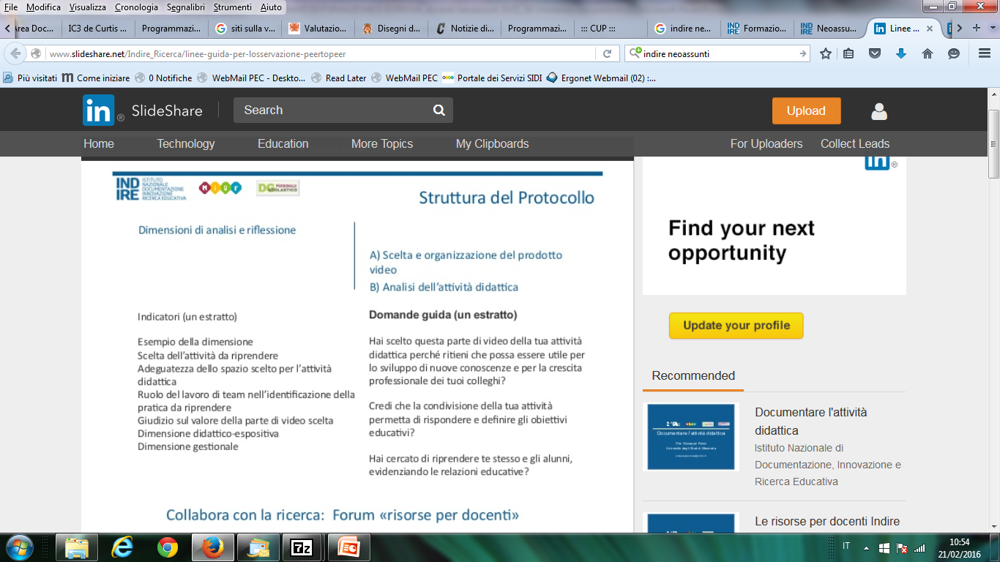 File Modifica Visualizza Cronologia Segnalibri Strumenti Aiuto
Area Doc... IC3 de Curtis ... Programmazi... siti sulla v... Valutazio... Disegni d... Notizie di... Programmazi... ::: CUP ::: indire ne... Formazio... Neoassu... Linee ...
www.slideshare.net/Indire_Ricerca/linee-guida-per-losservazione-peertopeer
indire neoassunti
Più visitati Come iniziare 0 Notifiche WebMail PEC - Deskto... Read Later WebMail PEC Portale dei Servizi SIDI Ergonet Webmail (02) :...
in ® SlideShare
Search
Upload
Home Technology Education More Topics My Clipboards For Uploaders Collect Leads
IND
IRE
ISTITUTO
NAZIONALE
DOCUMENTAZIONE
INNOVAZIONE
RICERCA EDUCATIVA
MIUR
DG PERSONALE
SCOLASTICO
Struttura del Protocollo
Dimensioni di analisi e riflessione
A) Scelta e organizzazione del prodotto
video
B) Analisi dell'attività didattica
Indicatori (un estratto)
Esempio della dimensione
Scelta dell'attività da riprendere
Adeguatezza dello spazio scelto per l'attività
didattica
Ruolo del lavoro di team nell'identificazione della
pratica da riprendere
Giudizio sul valore della parte di video scelta
Dimensione didattico-espositiva
Dimensione gestionale
Domande guida (un estratto)
Hai scelto questa parte di video della tua attività
didattica perché ritieni che possa essere utile per
lo sviluppo di nuove conoscenze e per la crescita
professionale dei tuoi colleghi?
Credi che la condivisione della tua attività
permetta di rispondere e definire gli obiettivi
educativi?
Hai cercato di riprendere te stesso e gli alunni,
evidenziando le relazioni educative?
Collabora con la ricerca: Forum «risorse per docenti»
in ®
Find your next
opportunity
Update your profile
Recommended
Documentare l'attività didattica
Documentare l'attività
didattica
Istituto Nazionale di
Documentazione, Innovazione e
Ricerca Educativa
Le risorse per docenti Indire
IT
10:54
21/02/2016